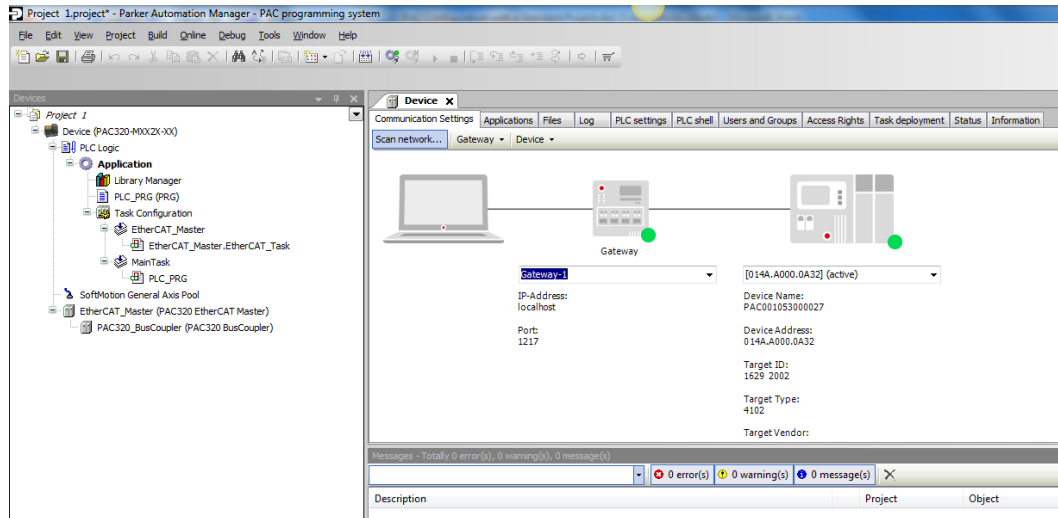 Project 1.project* - Parker Automation Manager - PAC programming system
File Edit View Project Build Online Debug Tools Window Help
Devices
Project 1
Device (PAC320-MXX2X-XX)
PLC Logic
Application
Library Manager
PLC_PRG (PRG)
Task Configuration
EtherCAT_Master
EtherCAT_Master.EtherCAT_Task
MainTask
PLC_PRG
SoftMotion General Axis Pool
EtherCAT_Master (PAC320 EtherCAT Master)
PAC320_BusCoupler (PAC320 BusCoupler)
Device
Communication Settings Applications Files Log PLC settings PLC shell Users and Groups Access Rights Task deployment Status Information
Scan network... Gateway Device
Gateway
Gateway-1
IP-Address:
localhost
Port:
1217
[014A.A000.0A32] (active)
Device Name:
PAC001053000027
Device Address:
014A.A000.0A32
Target ID:
1629 2002
Target Type:
4102
Target Vendor:
Messages - Totally 0 error(s), 0 warning(s), 0 message(s)
0 error(s) 0 warning(s) 0 message(s)
Description Project Object